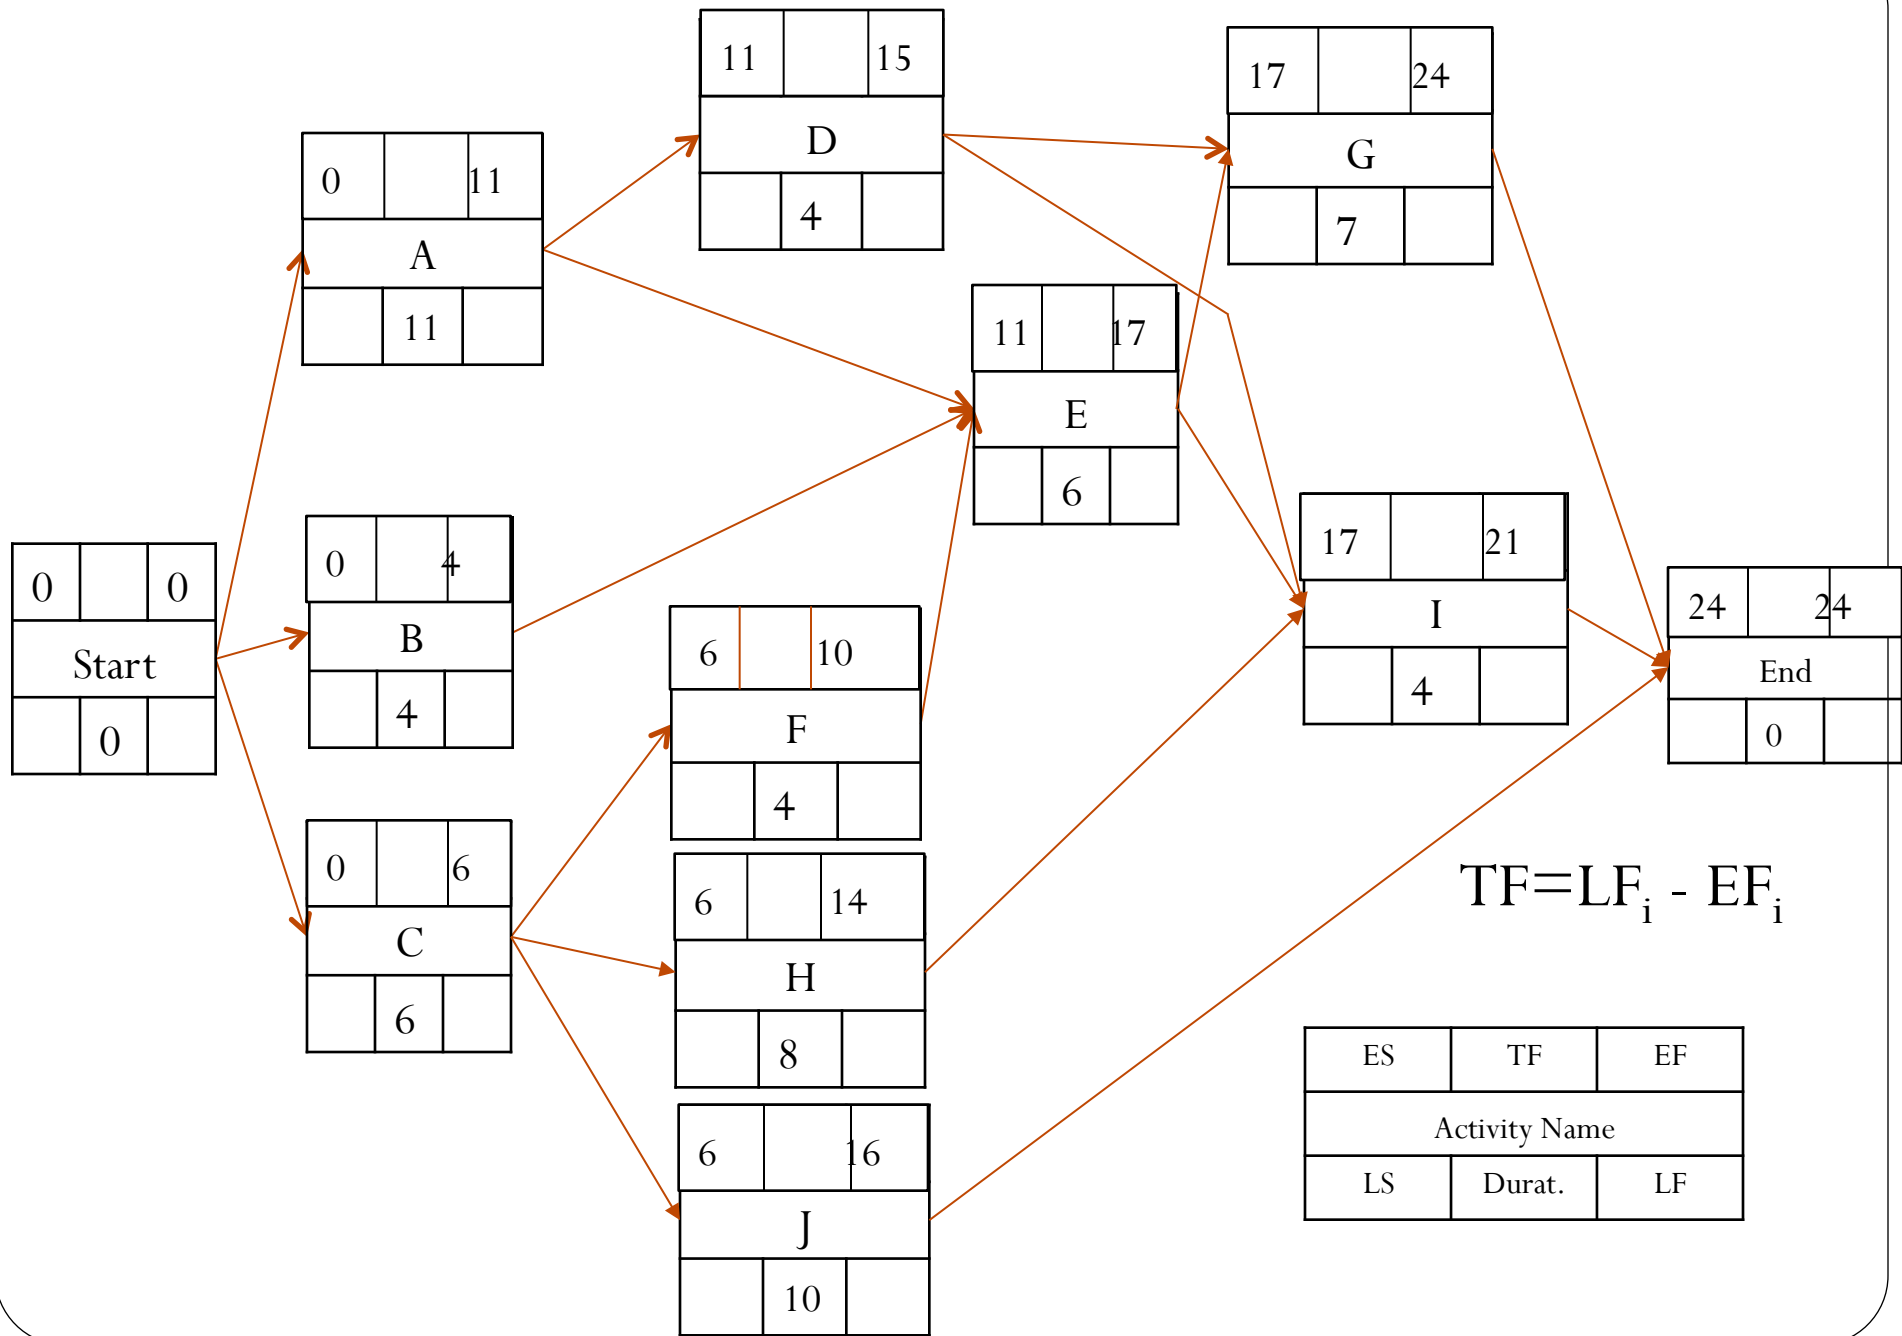 11 15
D
4
17 24
G
7
0 11
A
11
11 17
E
6
0 0
Start
0
0 4
B
4
6 10
F
4
17 21
I
4
24 24
End
0
0 6
C
6
6 14
H
8
TF=LFi - EFi
6 16
J
10
ES TF EF
Activity Name
LS Durat. LF